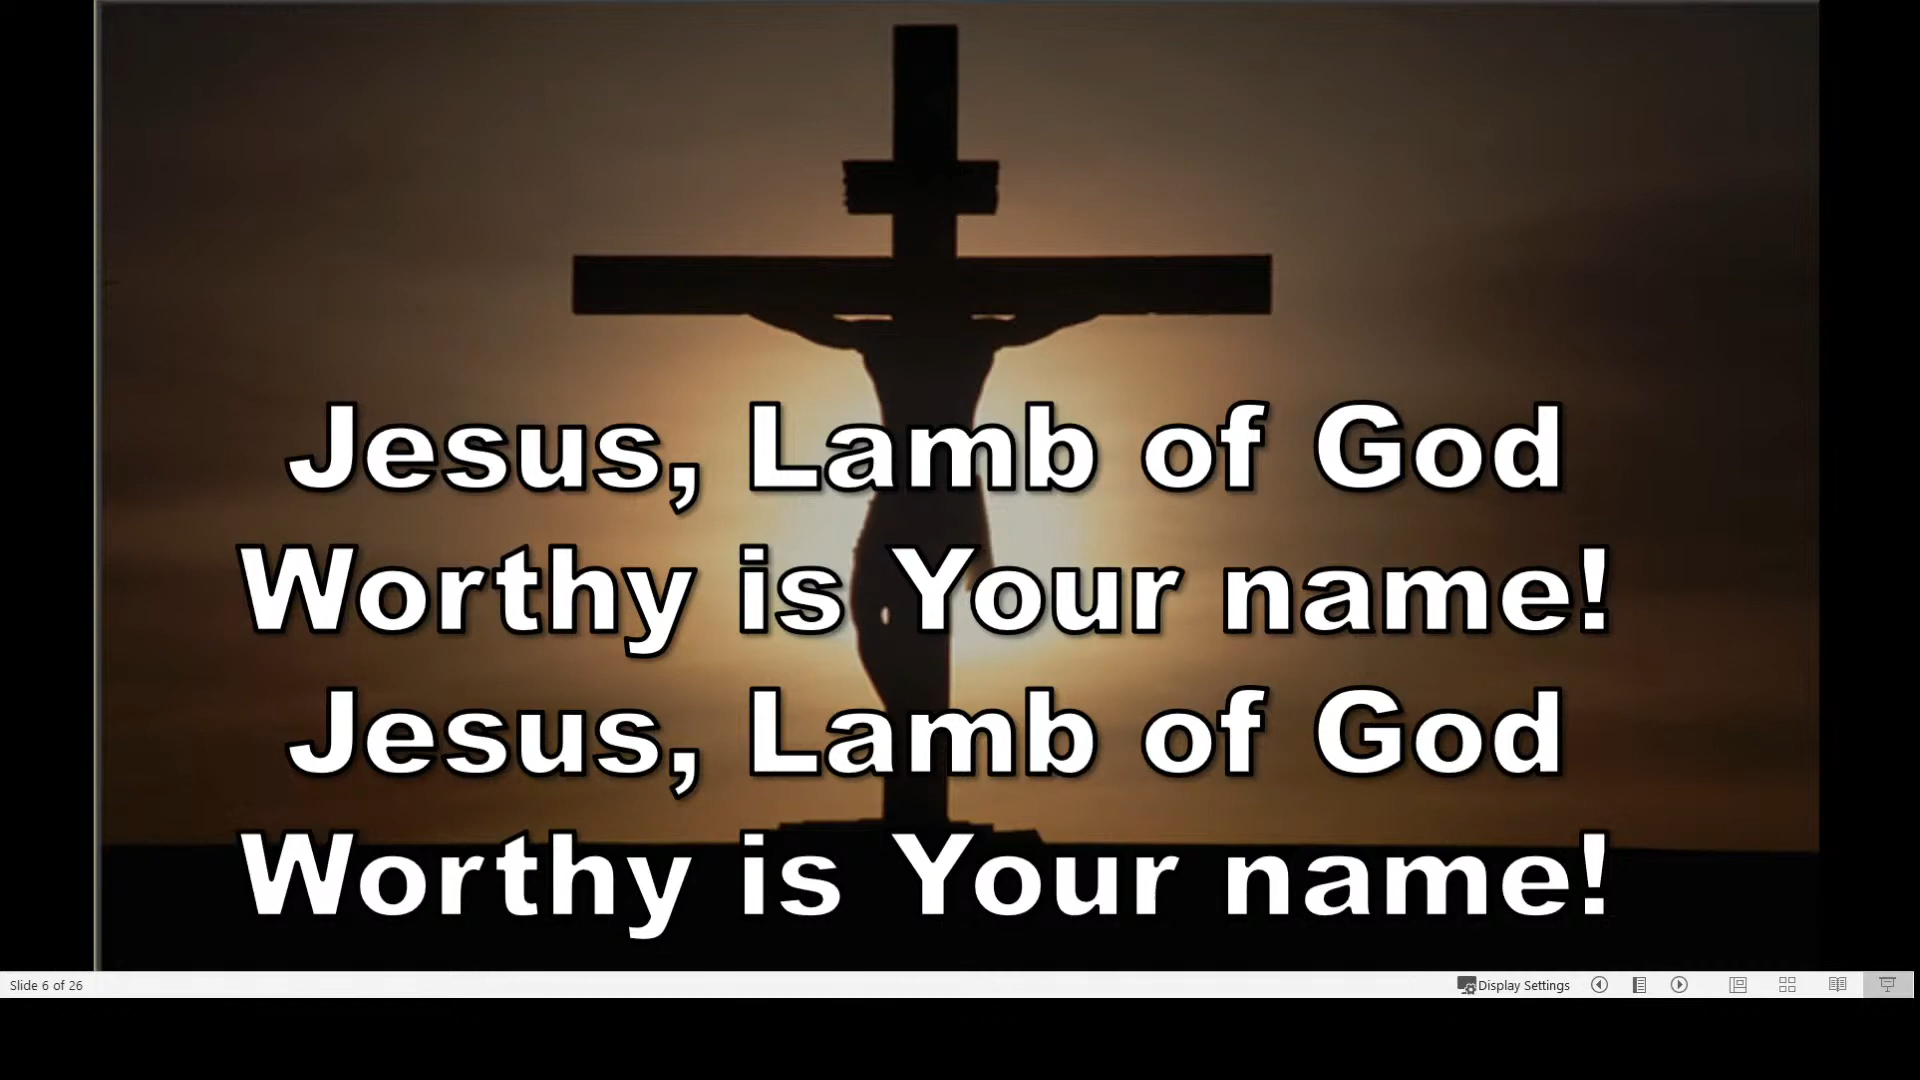 Jesus, Lamb of God
Worthy is Your name!
Jesus, Lamb of God
Worthy is Your name!
Slide 6 of 26
Display Settings